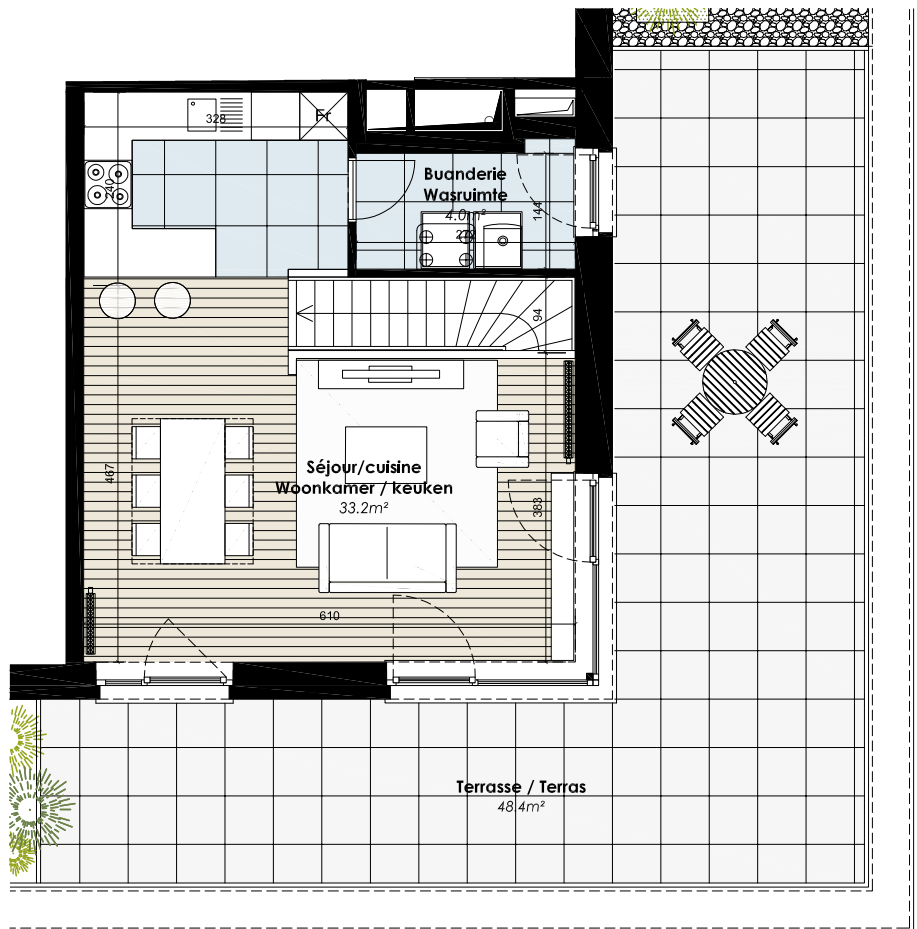 328
Fr
240
Buanderie
Wasruimte
4.0m²
272
144
94
467
Séjour/cuisine
Woonkamer / keuken
33.2m²
383
610
Terrasse / Terras
48.4m²